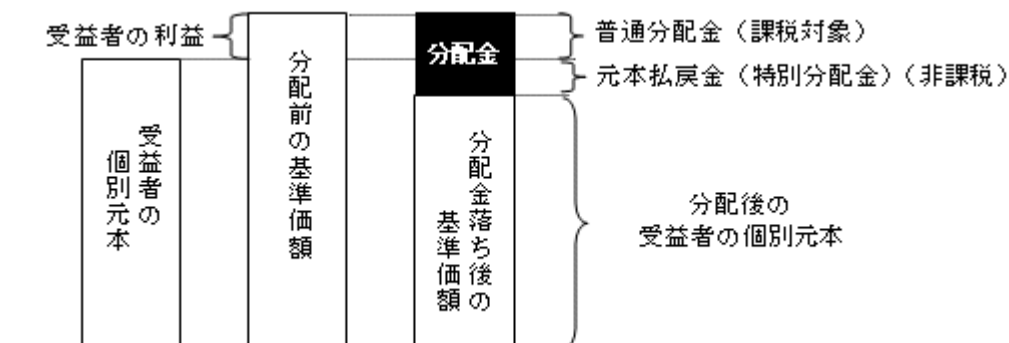 受益者の利益
分配金
普通分配金（課税対象）
元本払戻金（特別分配金）（非課税）
受益者の
個別元本
分配前の基準価額
分配金落ち後の
基準価額
分配後の
受益者の個別元本